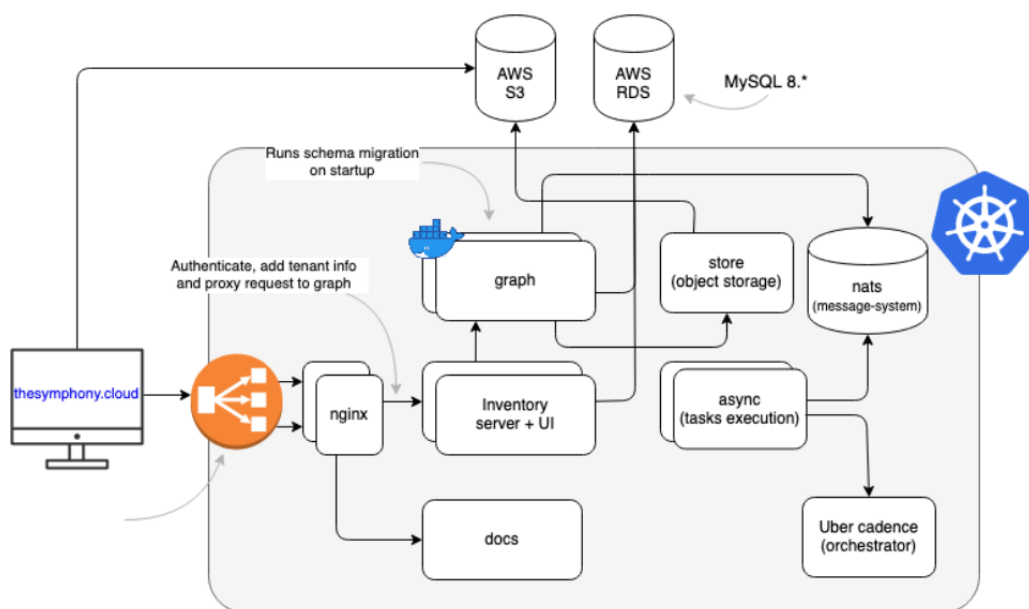 AWS
S3
AWS
RDS
MySQL 8.*
Runs schema migration
on startup
Authenticate, add tenant info
and proxy request to graph
graph
store
(object storage)
nats
(message-system)
thesymphony.cloud
nginx
Inventory
server + UI
async
(tasks execution)
docs
Uber cadence
(orchestrator)